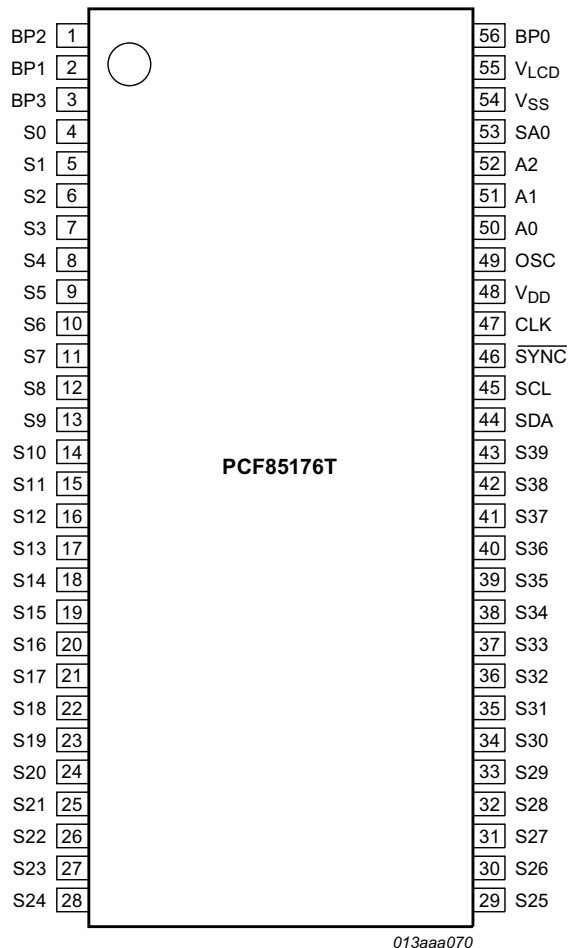 BP2 1 56 BP0
BP1 2 55 VLCD
BP3 3 54 VSS
S0 4 53 SA0
S1 5 52 A2
S2 6 51 A1
S3 7 50 A0
S4 8 49 OSC
S5 9 48 VDD
S6 10 47 CLK
S7 11 46 SYNC
S8 12 45 SCL
S9 13 44 SDA
S10 14 43 S39
S11 15 PCF85176T 42 S38
S12 16 41 S37
S13 17 40 S36
S14 18 39 S35
S15 19 38 S34
S16 20 37 S33
S17 21 36 S32
S18 22 35 S31
S19 23 34 S30
S20 24 33 S29
S21 25 32 S28
S22 26 31 S27
S23 27 30 S26
S24 28 29 S25
013aaa070